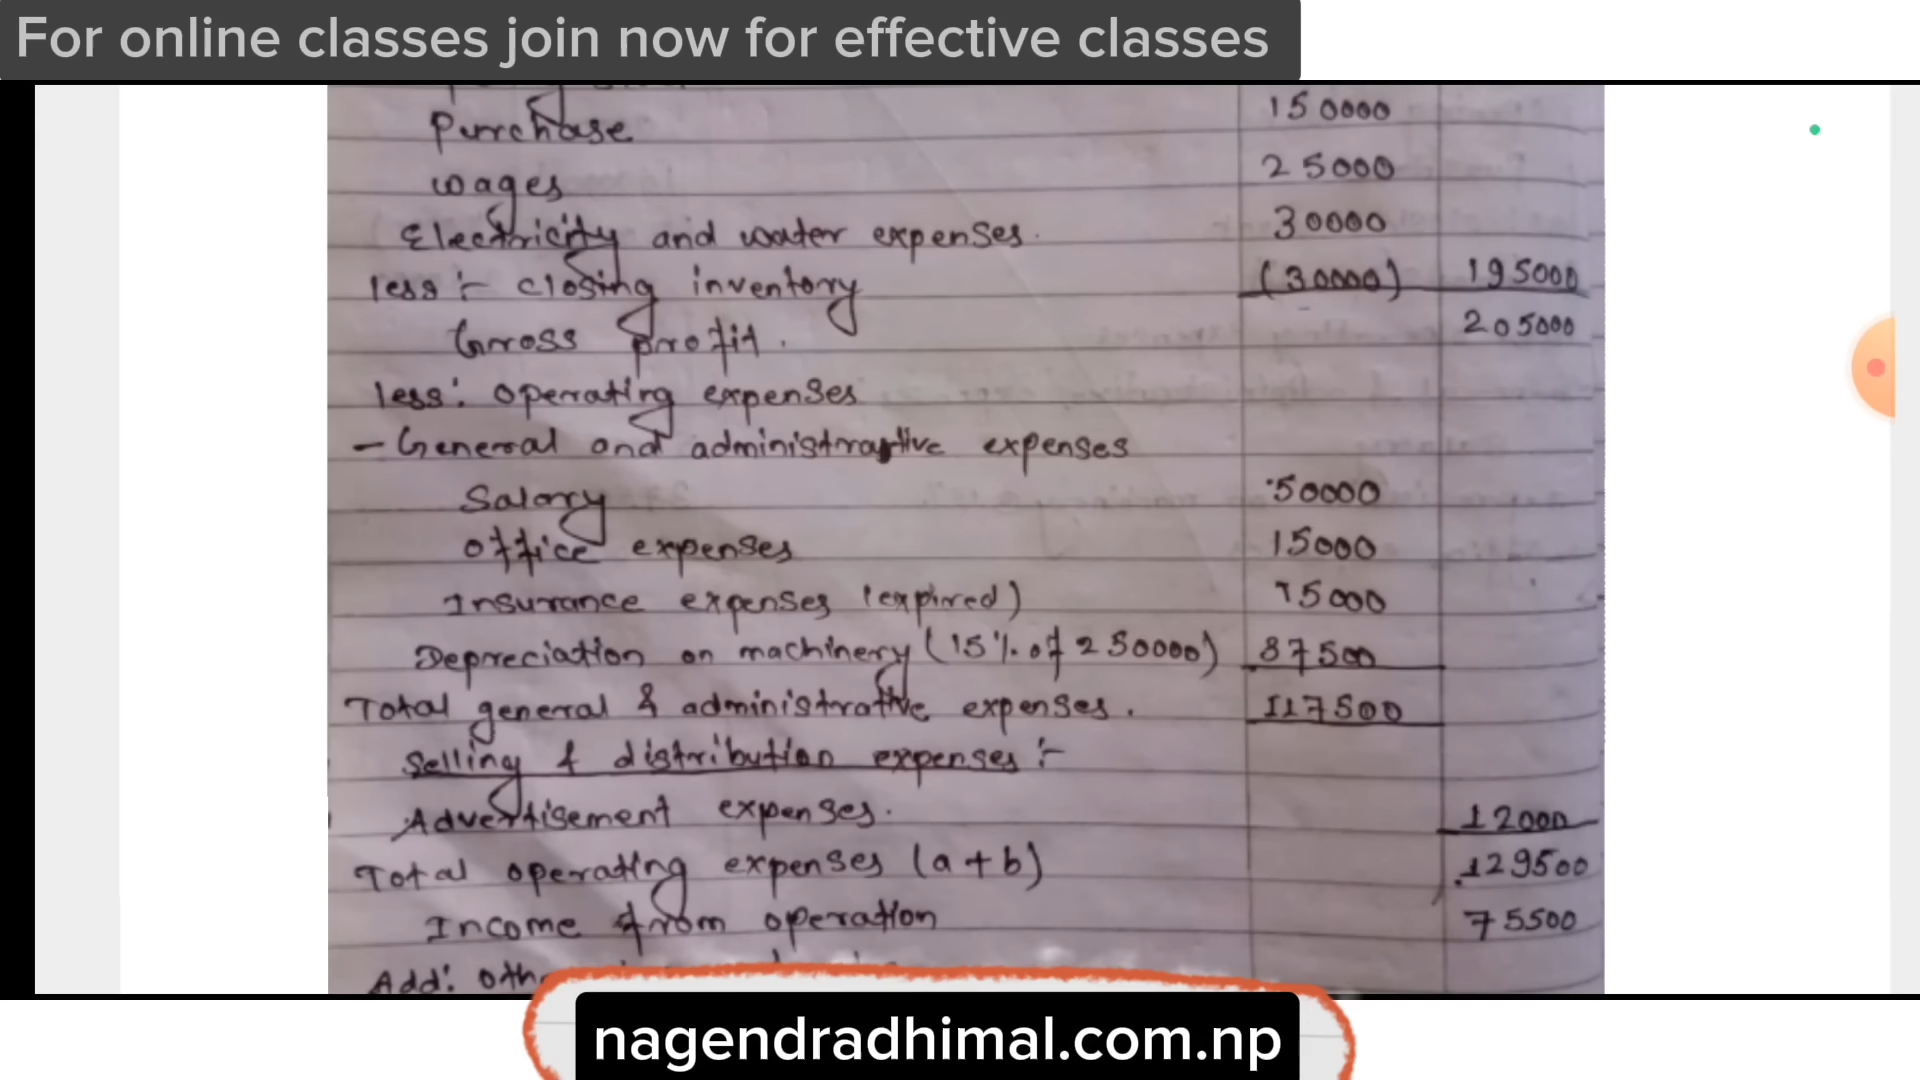 For online classes join now for effective classes
Purchase 150000
wages 25000
Electricity and water expenses. 30000
less :- closing inventory (30000) 195000
Gross profit. 205000
less: operating expenses
- General and administrative expenses
Salary 50000
office expenses 15000
Insurance expenses (expired) 15000
Depreciation on machinery (15% of 250000) 37500
Total general & administrative expenses. 117500
Selling & distribution expenses :-
Advertisement expenses. 12000
Total operating expenses (a+b) 129500
Income from operation 75500
Add:
nagendradhimal.com.np